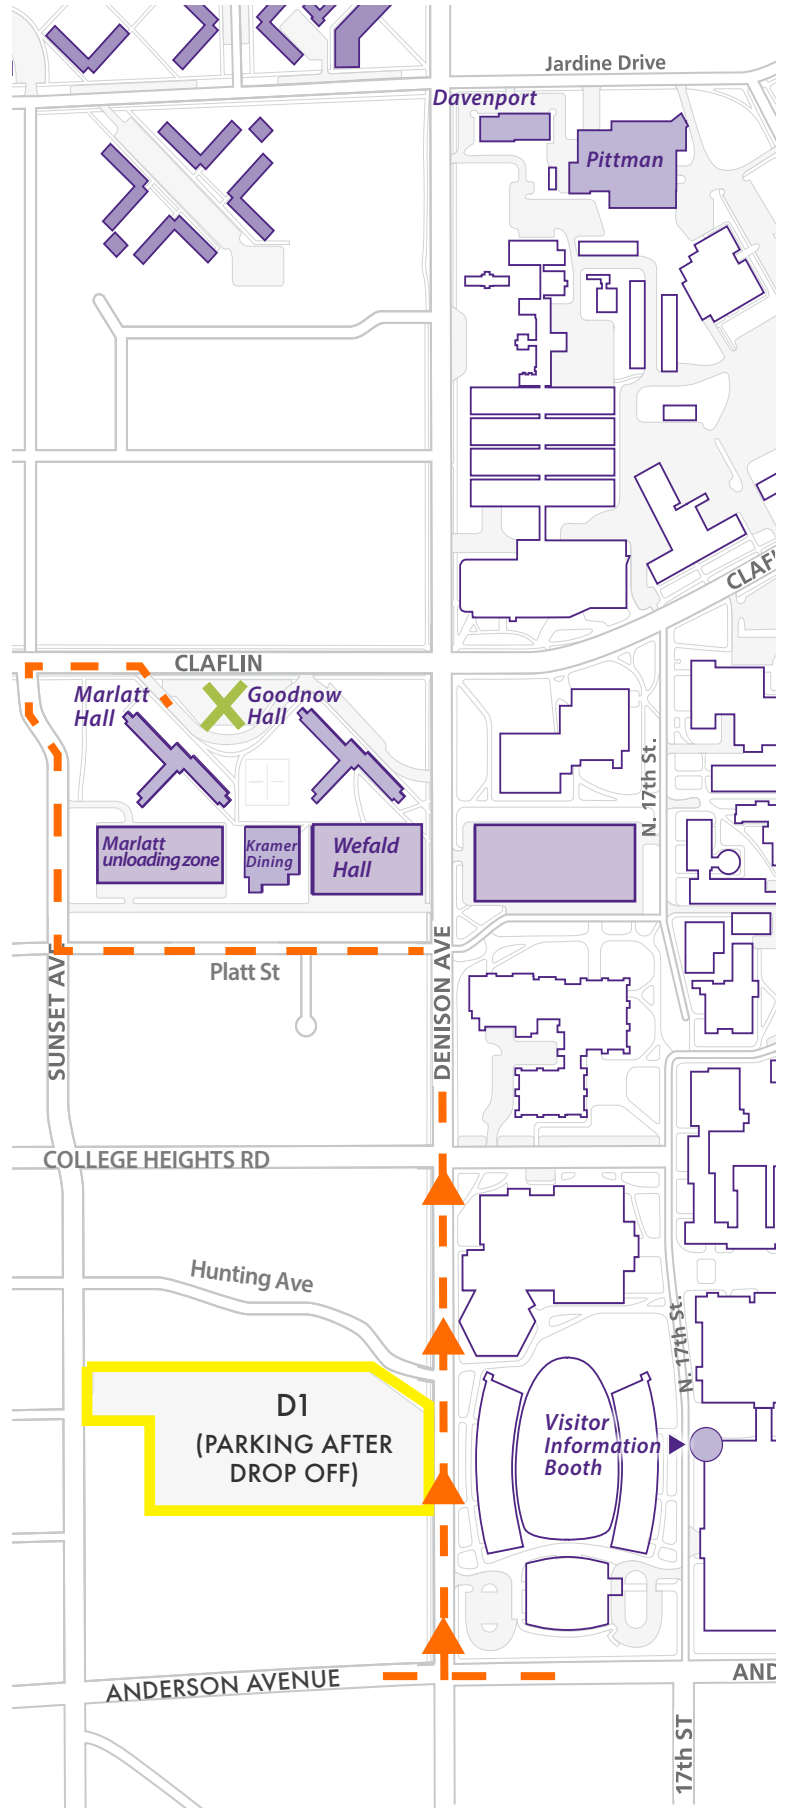 Jardine Drive
Davenport
Pittman
CLAFLIN
Marlatt
Hall
Goodnow
Hall
N. 17th St.
Marlatt
unloading zone
Kramer
Dining
Wefald
Hall
SUNSET AVE
Platt St
DENISON AVE
COLLEGE HEIGHTS RD
Hunting Ave
N. 17th St.
D1
(PARKING AFTER
DROP OFF)
Visitor
Information
Booth
ANDERSON AVENUE
AND
17th ST